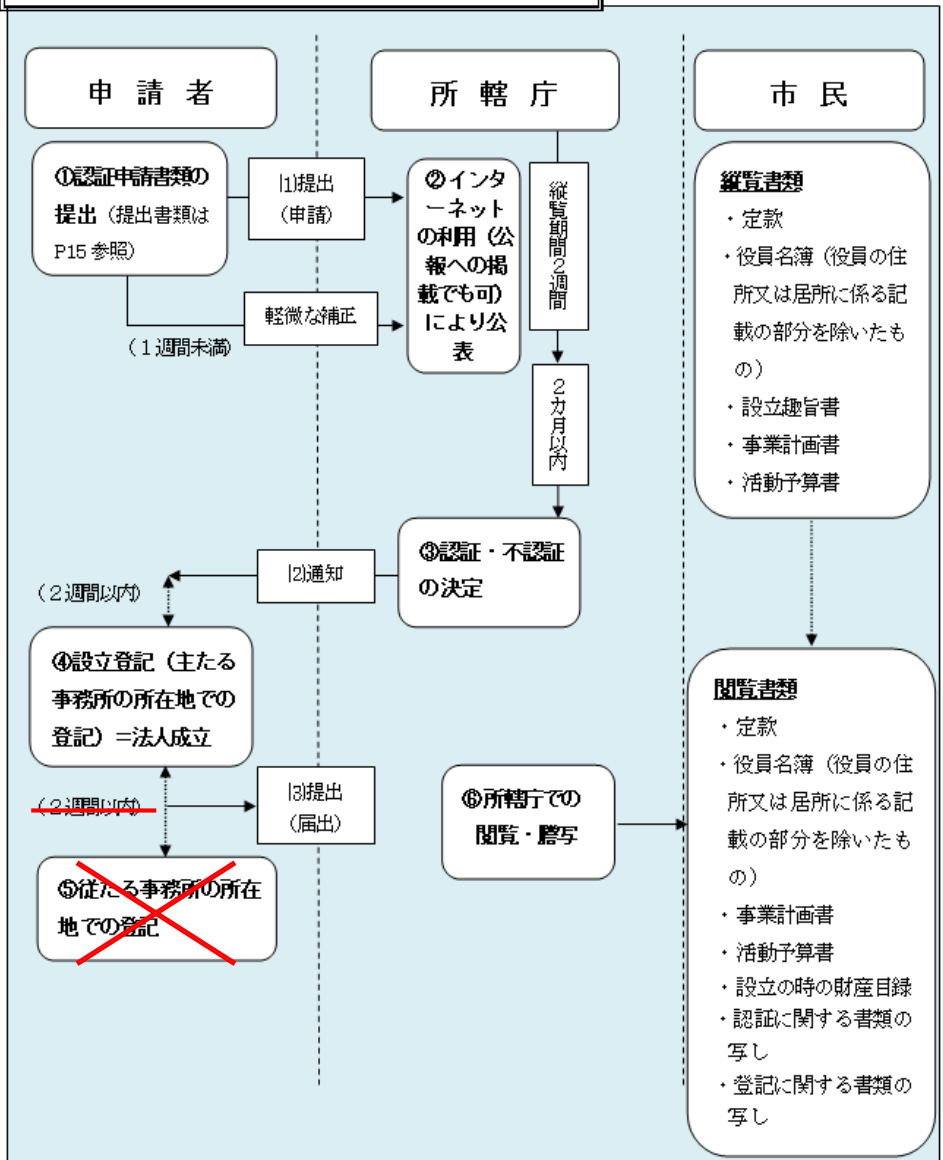 申請者
所轄庁
市民
①認証申請書類の
提出（提出書類は
P15 参照）
|1)提出
（申請）
軽微な補正
（１週間未満）
②インタ
ーネット
の利用（公
報への掲
載でも可）
により公
表
縦覧期間２週間
２カ月以内
縦覧書類
・定款
・役員名簿（役員の住
所又は居所に係る記
載の部分を除いたも
の）
・設立趣旨書
・事業計画書
・活動予算書
③認証・不認証
の決定
|2)通知
（２週間以内）
④設立登記（主たる
事務所の所在地での
登記）＝法人成立
（２週間以内）
|3)提出
（届出）
⑤従たる事務所の所在
地での登記
⑥所轄庁での
閲覧・謄写
閲覧書類
・定款
・役員名簿（役員の住
所又は居所に係る記
載の部分を除いたも
の）
・事業計画書
・活動予算書
・設立の時の財産目録
・認証に関する書類の
写し
・登記に関する書類の
写し